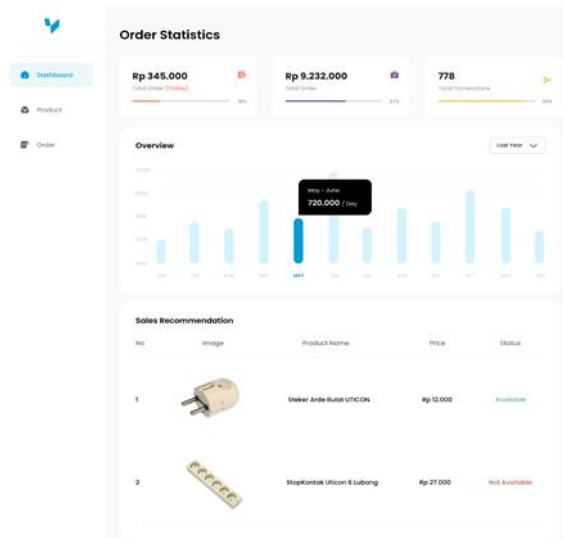 Order Statistics
Dashboard
Product
Order
Rp 345.000
Total Order (Today)
Rp 9.232.000
Total Order
778
Total Transactions
Overview
Last Year
May - June
720.000 / Day
MAY
Sales Recommendation
No Image Product Name Price Status
1 Steker Arde Bulat UTICON Rp 12.000 Available
2 StopKontak Uticon 6 Lubang Rp 27.000 Not Available